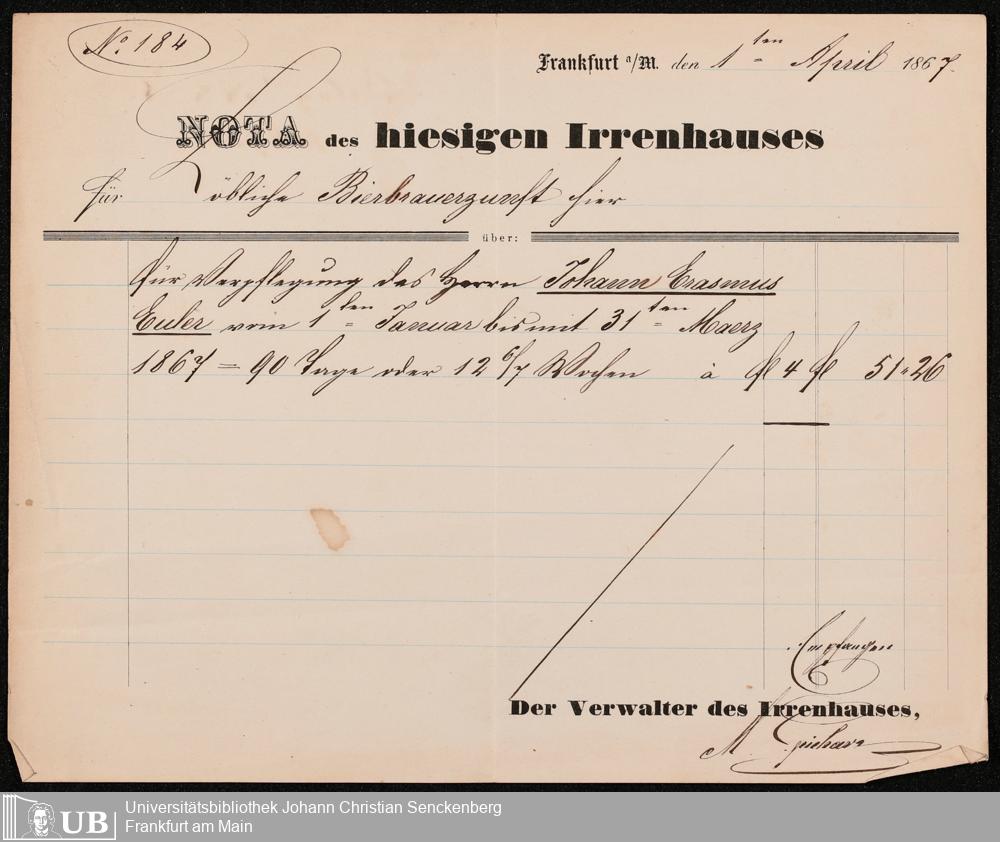 No. 184
Frankfurt a/M. den 1ten April 1867.
NOTA des hiesigen Irrenhauses
für Löbliche Bierbrauerzunft hier
über:
für Verpflegung des Herrn Johann Erasmus
Euler vom 1ten Januar bis mit 31ten Maerz
1867 = 90 Tage oder 12 6/7 Wochen à fl 4 fl 51 " 26
Empfangen
Der Verwalter des Irrenhauses,
M.
UB
Universitätsbibliothek Johann Christian Senckenberg
Frankfurt am Main